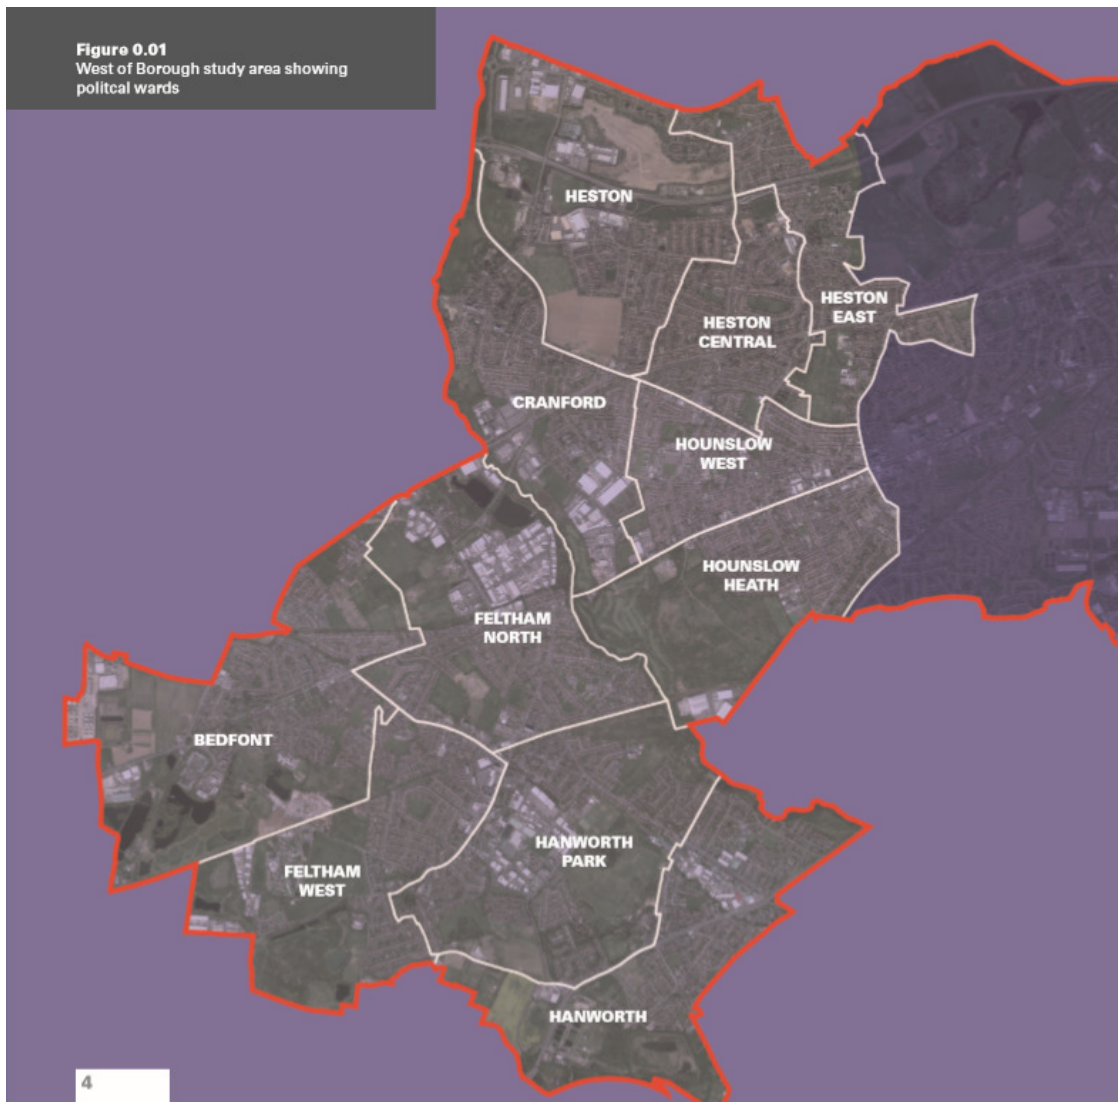 Figure 0.01
West of Borough study area showing
politcal wards
HESTON
HESTON
EAST
HESTON
CENTRAL
CRANFORD
HOUNSLOW
WEST
HOUNSLOW
HEATH
FELTHAM
NORTH
BEDFONT
HANWORTH
PARK
FELTHAM
WEST
HANWORTH
4